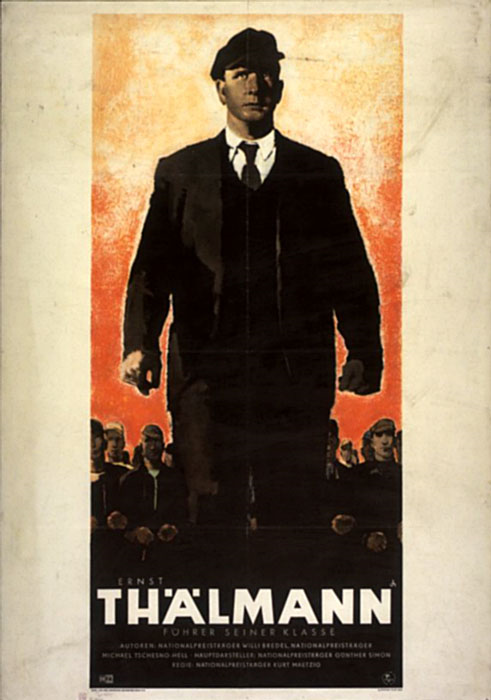 ERNST
THÄLMANN
FÜHRER SEINER KLASSE
AUTOREN: NATIONALPREISTRÄGER WILLI BREDEL, NATIONALPREISTRÄGER
MICHAEL TSCHESNO-HELL · HAUPTDARSTELLER: NATIONALPREISTRÄGER GÜNTHER SIMON
REGIE: NATIONALPREISTRÄGER KURT MAETZIG